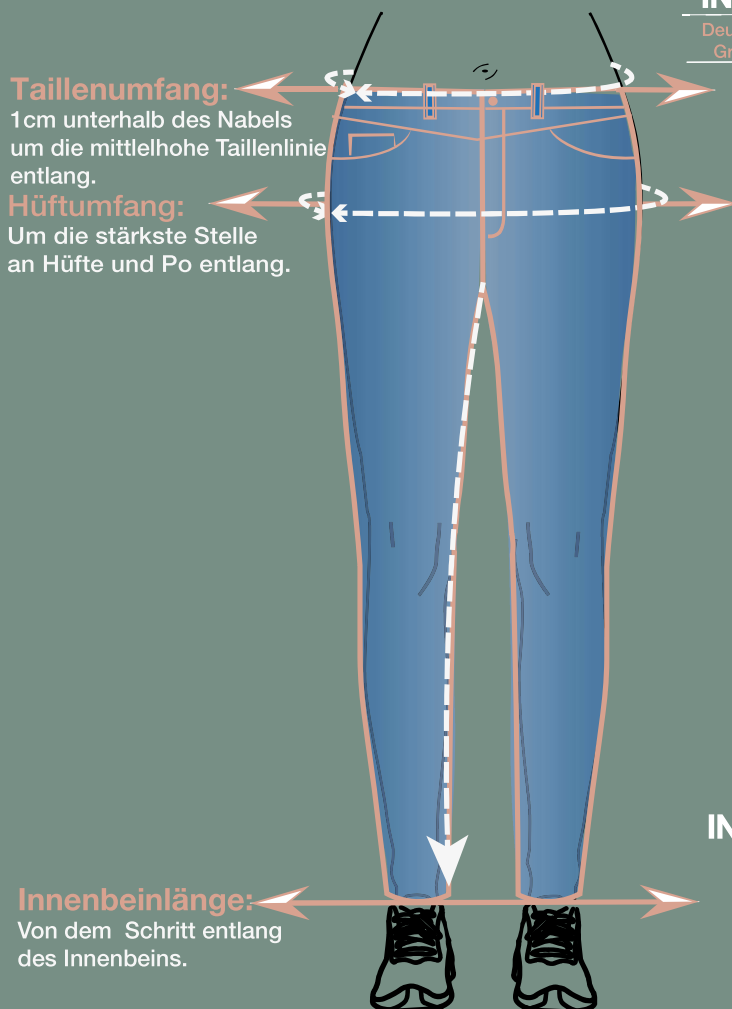 Taillenumfang:
1cm unterhalb des Nabels
um die mittlelhohe Taillenlinie
entlang.
Hüftumfang:
Um die stärkste Stelle
an Hüfte und Po entlang.
Innenbeinlänge:
Von dem Schritt entlang
des Innenbeins.